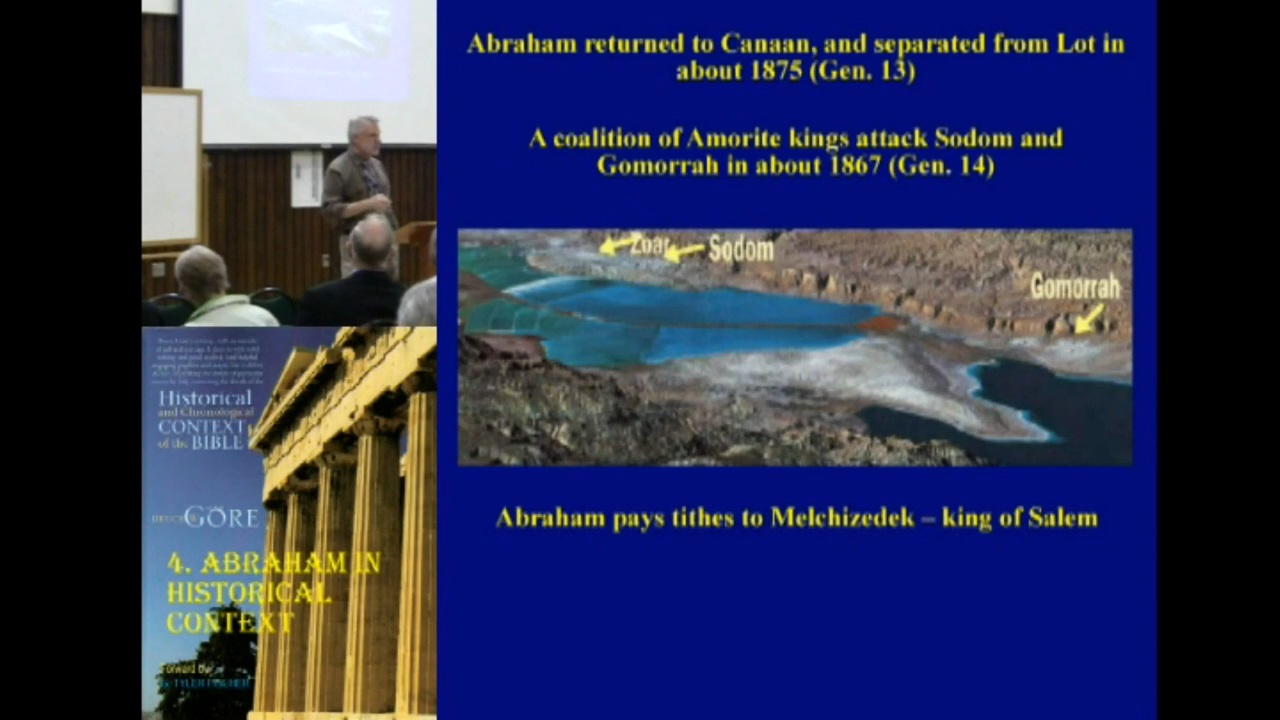 Abraham returned to Canaan, and separated from Lot in
about 1875 (Gen. 13)
A coalition of Amorite kings attack Sodom and
Gomorrah in about 1867 (Gen. 14)
Zoar
Sodom
Gomorrah
Abraham pays tithes to Melchizedek – king of Salem
Historical
and Chronological
CONTEXT
of the BIBLE
GORE
4. ABRAHAM IN
HISTORICAL
CONTEXT